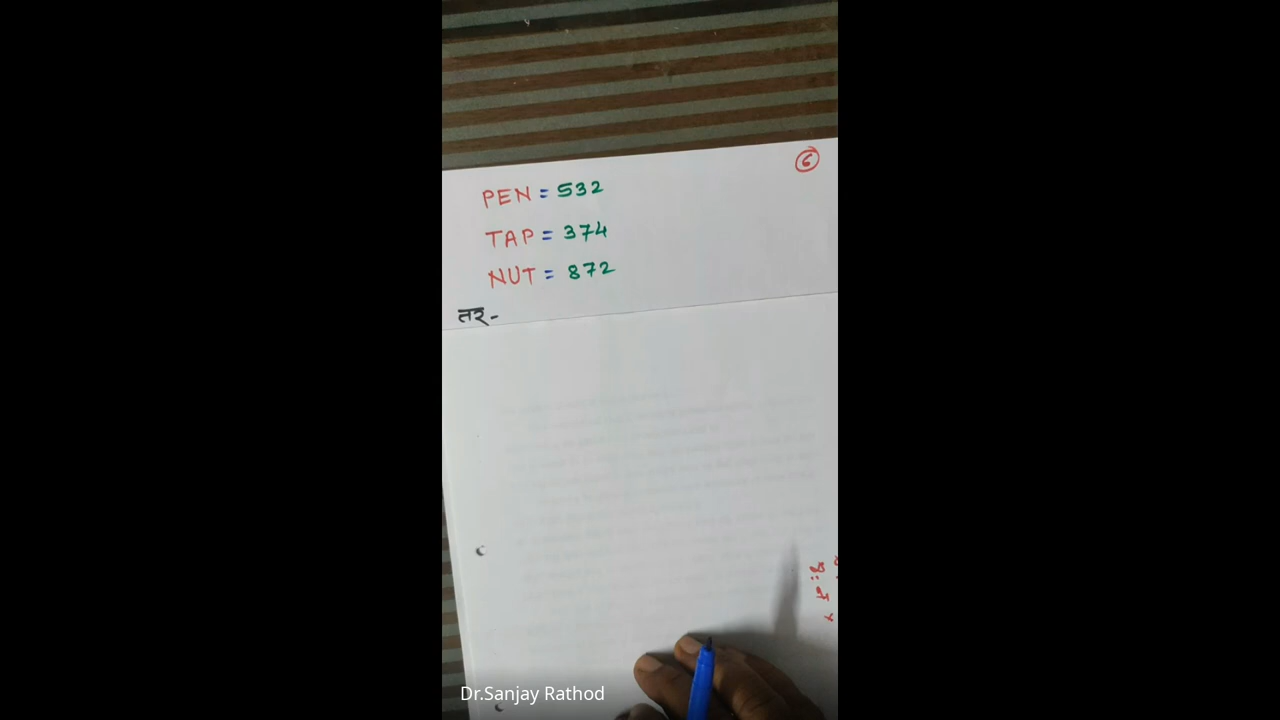 6
PEN = 532
TAP = 374
NUT = 872
तर -
Dr.Sanjay Rathod